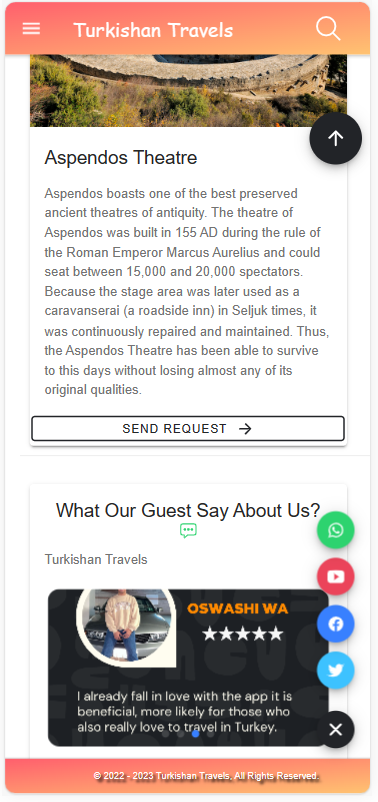 Turkishan Travels
Aspendos Theatre
Aspendos boasts one of the best preserved
ancient theatres of antiquity. The theatre of
Aspendos was built in 155 AD during the rule of
the Roman Emperor Marcus Aurelius and could
seat between 15,000 and 20,000 spectators.
Because the stage area was later used as a
caravanserai (a roadside inn) in Seljuk times, it
was continuously repaired and maintained. Thus,
the Aspendos Theatre has been able to survive
to this days without losing almost any of its
original qualities.
SEND REQUEST
What Our Guest Say About Us?
Turkishan Travels
OSWASHI WA
I already fall in love with the app it is
beneficial, more likely for those who
also really love to travel in Turkey.
© 2022 - 2023 Turkishan Travels, All Rights Reserved.